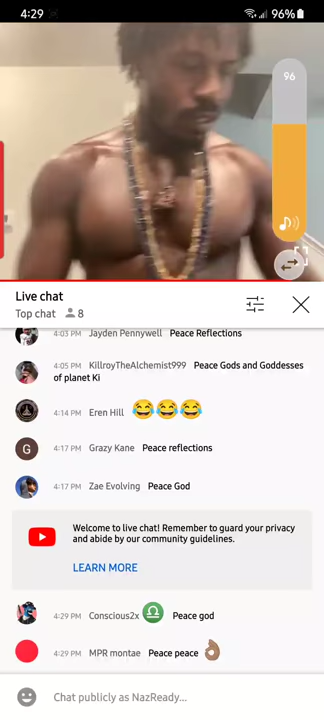 4:29
96%
96
Live chat
Top chat 8
4:03 PM Jayden Pennywell Peace Reflections
4:05 PM KillroyTheAlchemist999 Peace Gods and Goddesses
of planet Ki
4:14 PM Eren Hill 😂😂😂
G 4:17 PM Grazy Kane Peace reflections
4:17 PM Zae Evolving Peace God
Welcome to live chat! Remember to guard your privacy
and abide by our community guidelines.
LEARN MORE
4:29 PM Conscious2x ♎ Peace god
4:29 PM MPR montae Peace peace 👌🏽
Chat publicly as NazReady...